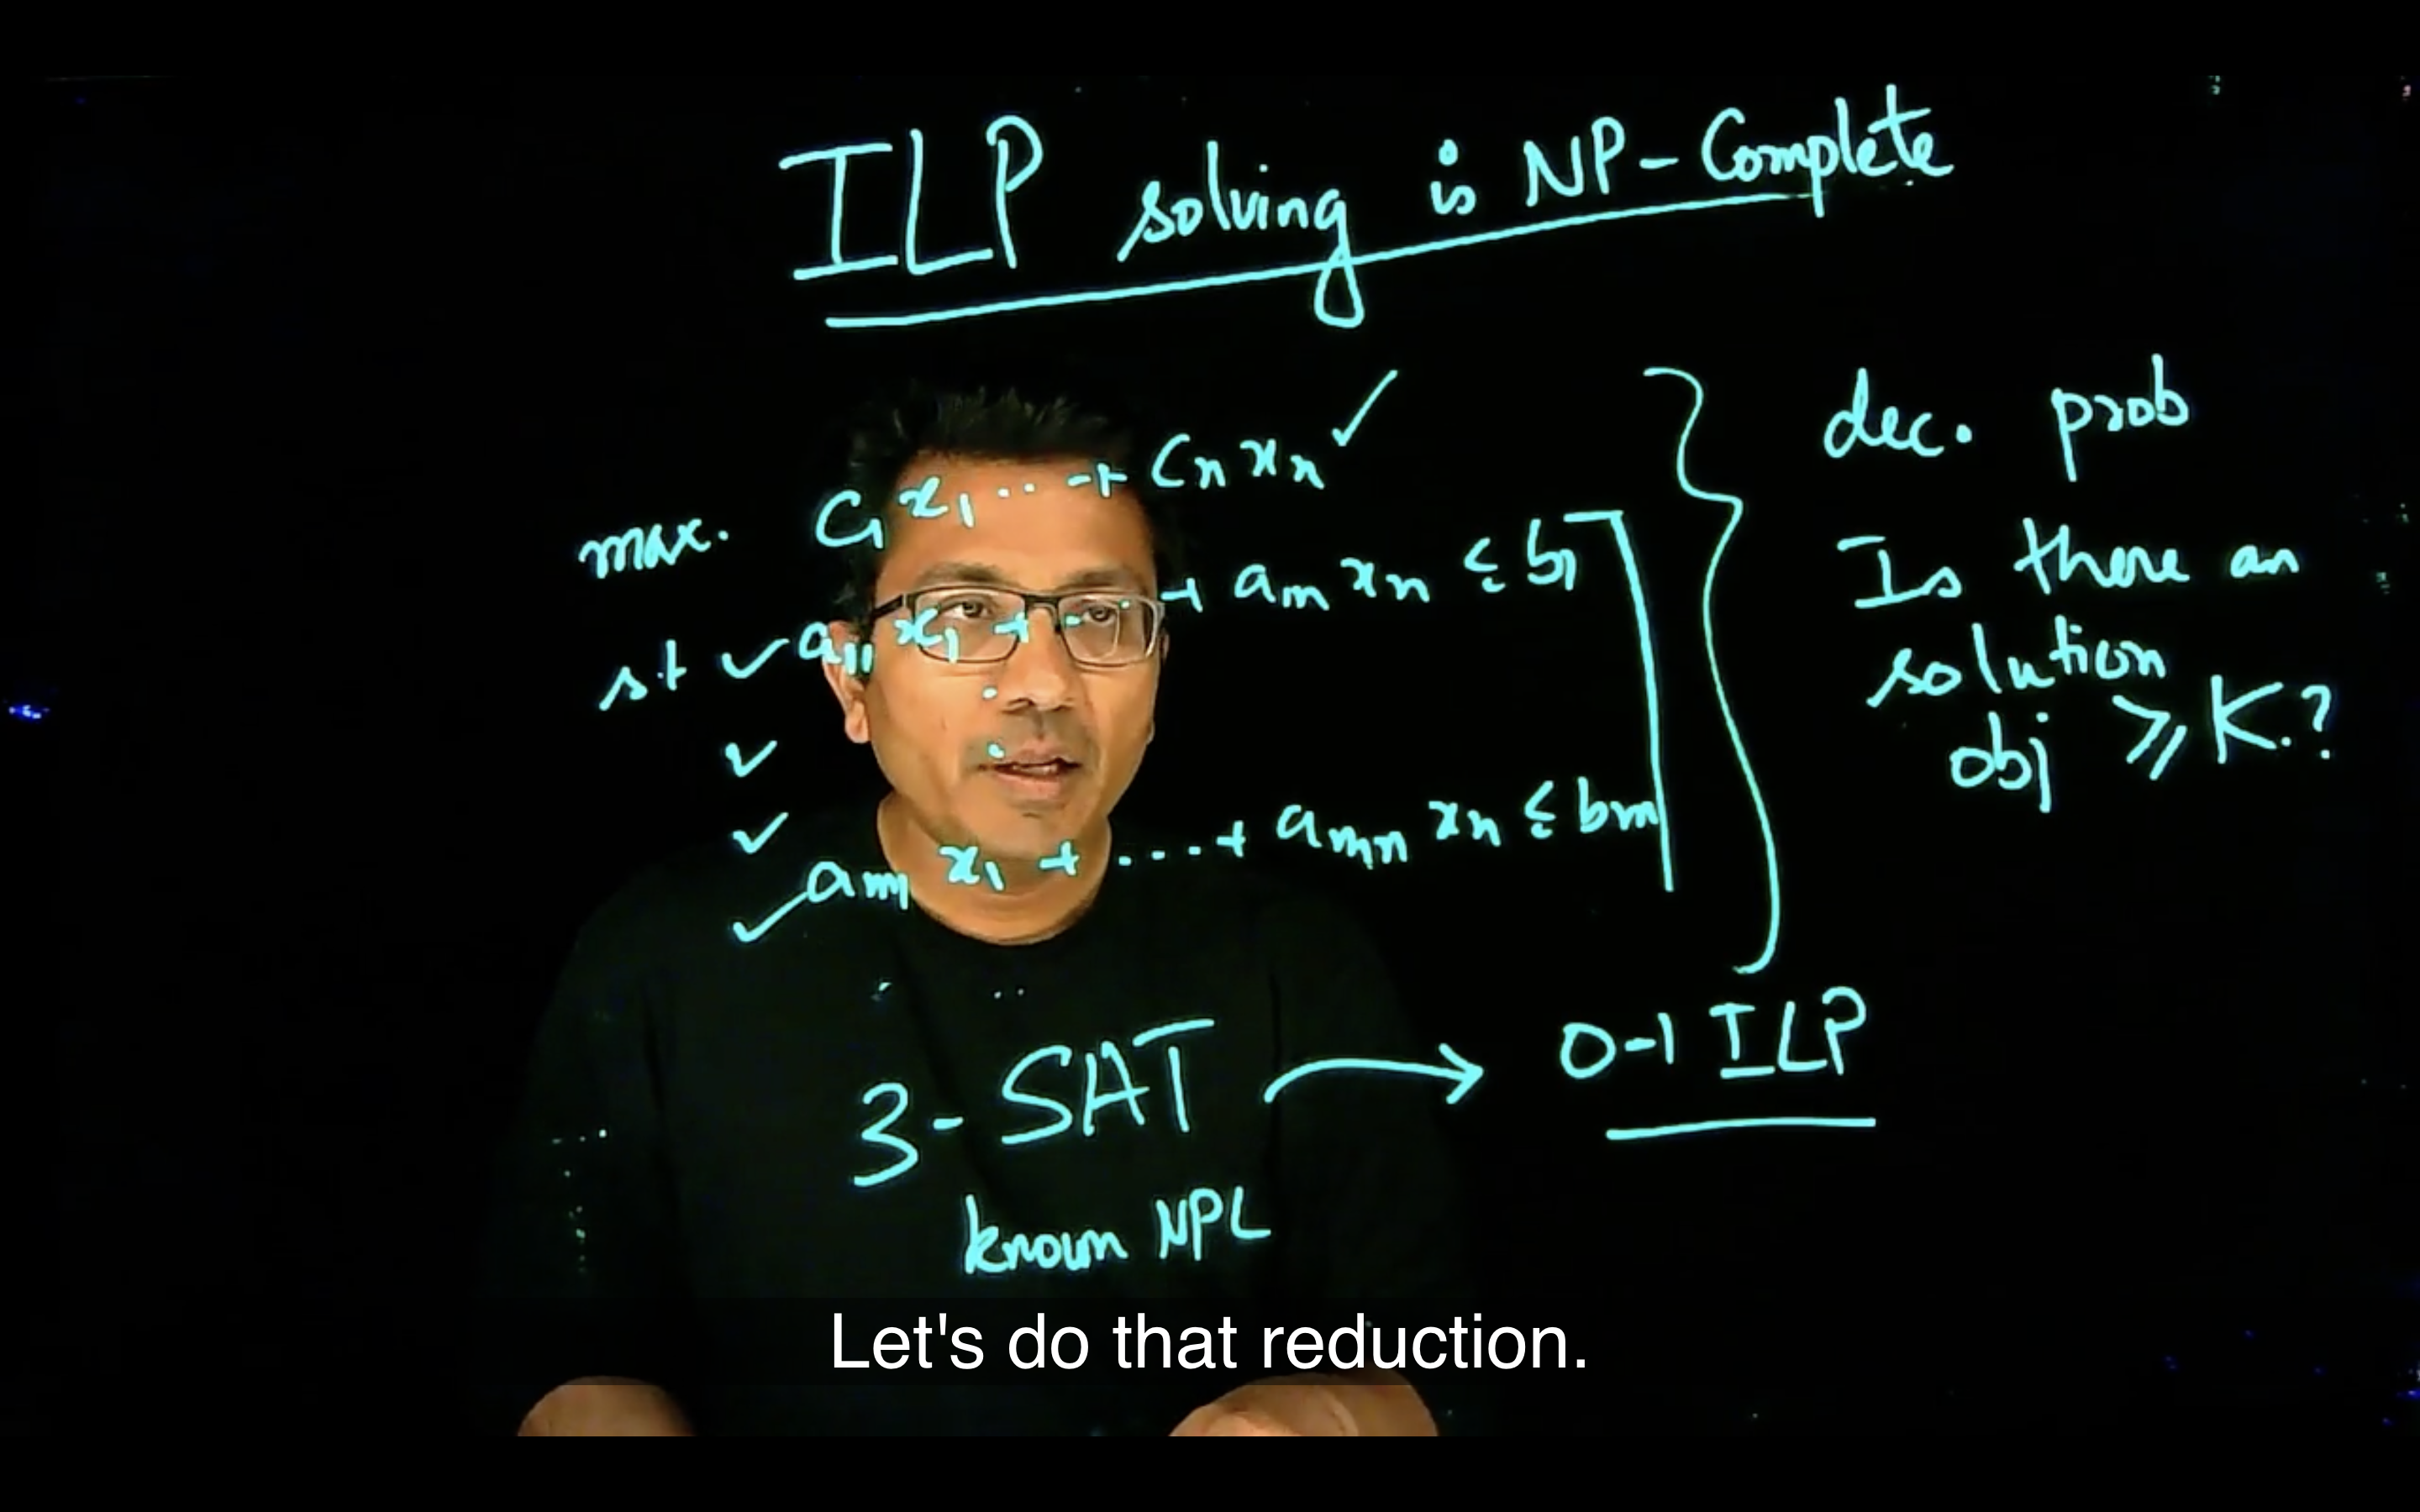 ILP solving is NP-Complete
max. C₁ x₁ ... + Cn xn ✓
st ✓ a₁₁ x₁ + ... + a₁n xn ≤ b₁
✓
✓
✓ am₁ x₁ + ... + amn xn ≤ bm
dec. prob
Is there an
solution
obj ≥ K.?
3-SAT → 0-1 ILP
known NPC
Let's do that reduction.